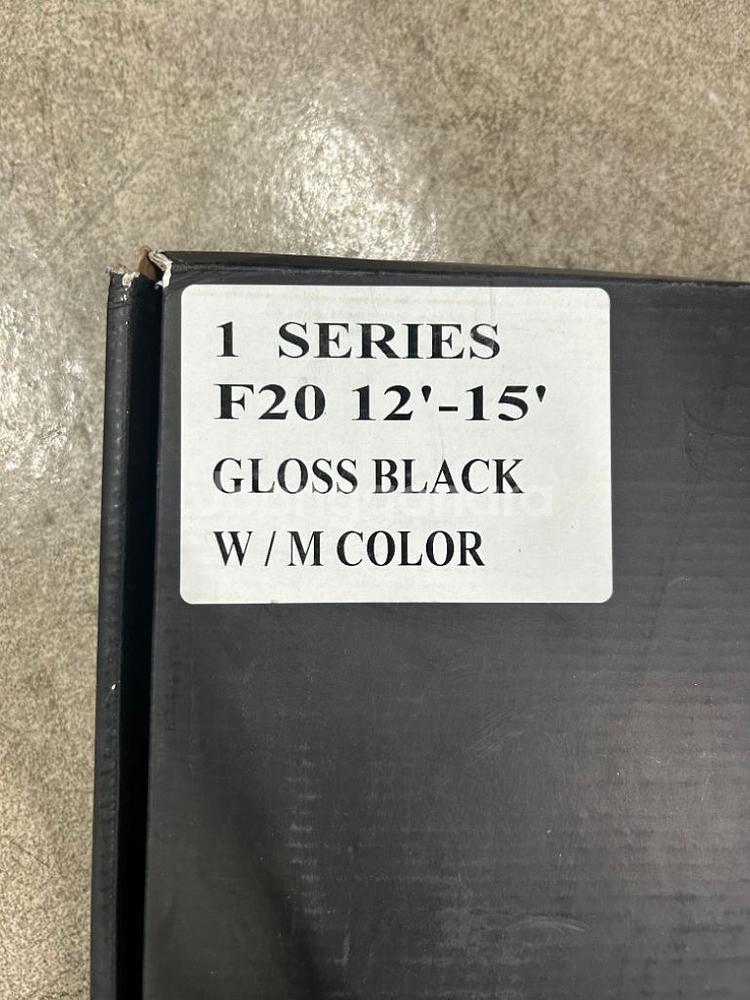 1 SERIES
F20 12'-15'
GLOSS BLACK
W / M COLOR